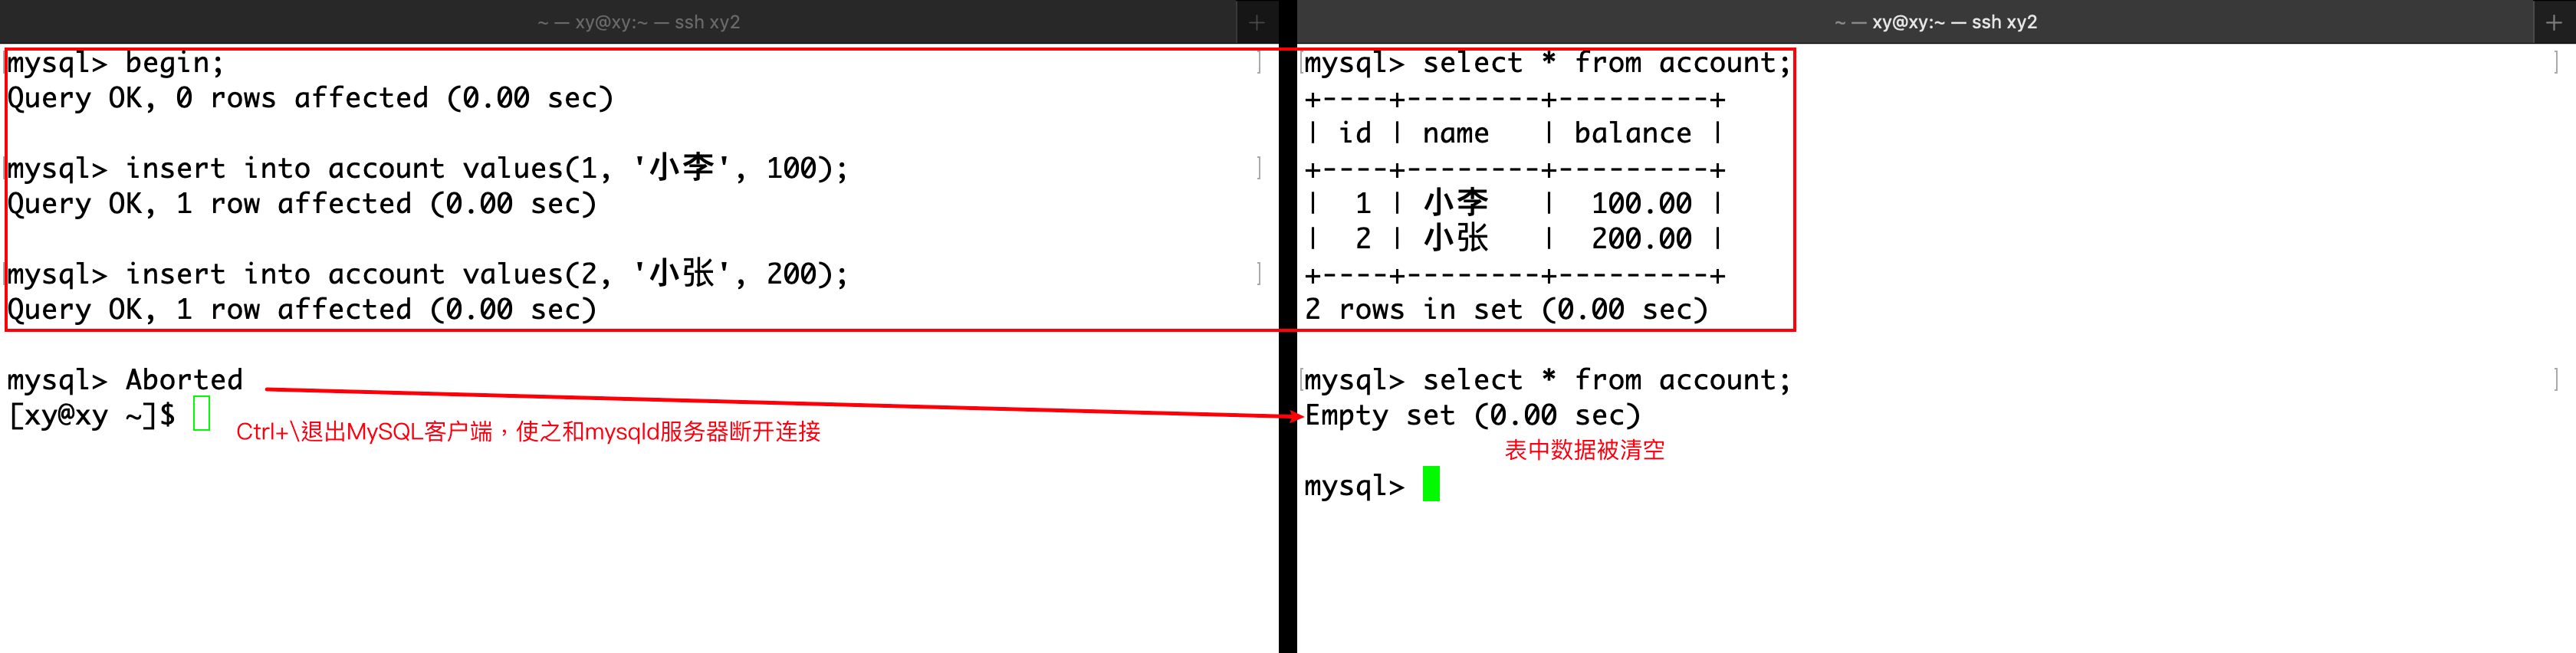 ~ — xy@xy:~ — ssh xy2
mysql> begin;
Query OK, 0 rows affected (0.00 sec)
mysql> insert into account values(1, '小李', 100);
Query OK, 1 row affected (0.00 sec)
mysql> insert into account values(2, '小张', 200);
Query OK, 1 row affected (0.00 sec)
mysql> Aborted
[xy@xy ~]$
Ctrl+\退出MySQL客户端，使之和mysqld服务器断开连接
~ — xy@xy:~ — ssh xy2
mysql> select * from account;
+----+--------+---------+
| id | name   | balance |
+----+--------+---------+
|  1 | 小李   |  100.00 |
|  2 | 小张   |  200.00 |
+----+--------+---------+
2 rows in set (0.00 sec)
mysql> select * from account;
Empty set (0.00 sec)
表中数据被清空
mysql>